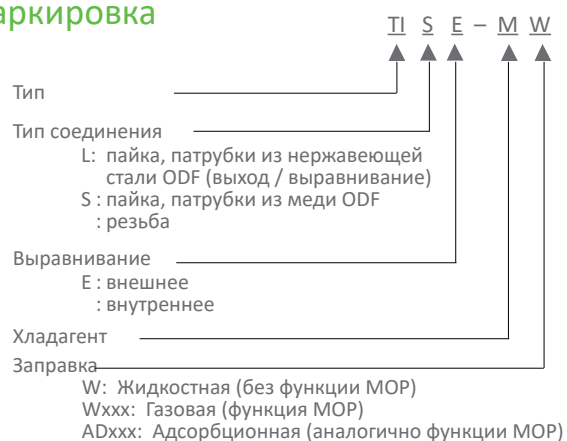 аркировка
TI S E – M W
Тип
Тип соединения
L: пайка, патрубки из нержавеющей
стали ODF (выход / выравнивание)
S : пайка, патрубки из меди ODF
: резьба
Выравнивание
E : внешнее
: внутреннее
Хладагент
Заправка
W: Жидкостная (без функции MOP)
Wxxx: Газовая (функция MOP)
ADxxx: Адсорбционная (аналогично функции MOP)